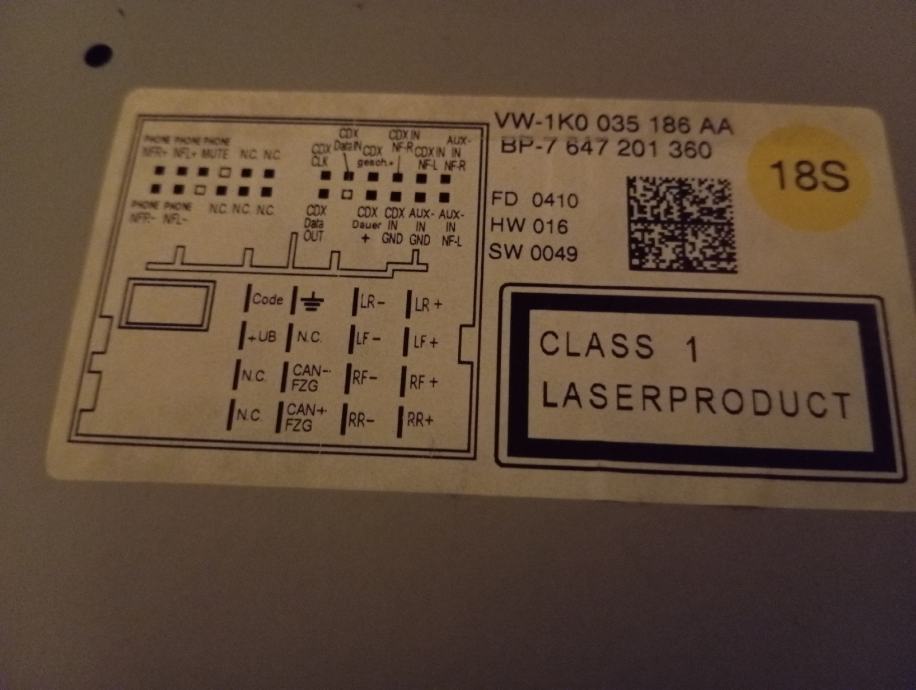 PHONE PHONE PHONE
NFR+ NFL+ MUTE N.C. N.C.
PHONE PHONE
NFR- NFL- N.C. N.C. N.C.
CDX CLK
CDX Data IN
CDX gesch.+
CDX IN NF-R
CDX IN NF-L
AUX-IN NF-R
CDX Data OUT
CDX Dauer +
CDX IN GND
AUX-IN GND
AUX-IN NF-L
Code LR- LR+
+UB N.C. LF- LF+
N.C. CAN- FZG RF- RF+
N.C. CAN+ FZG RR- RR+
VW-1K0 035 186 AA
BP-7 647 201 360
18S
FD 0410
HW 016
SW 0049
CLASS 1
LASERPRODUCT